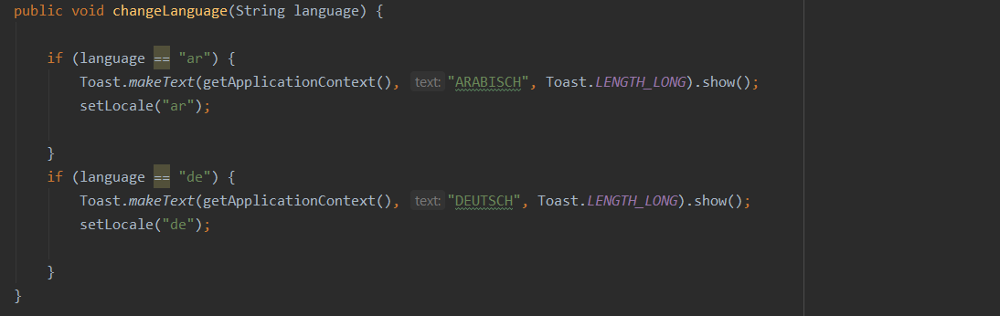 public void changeLanguage(String language) {
if (language == "ar") {
Toast.makeText(getApplicationContext(), text: "ARABISCH", Toast.LENGTH_LONG).show();
setLocale("ar");
}
if (language == "de") {
Toast.makeText(getApplicationContext(), text: "DEUTSCH", Toast.LENGTH_LONG).show();
setLocale("de");
}
}